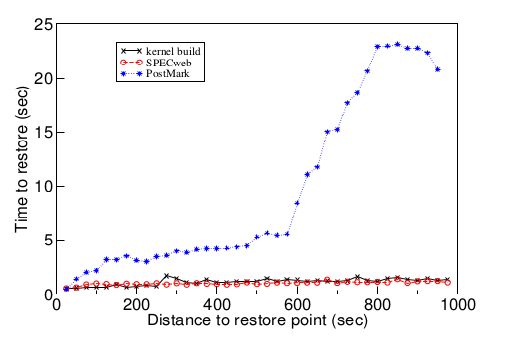 25
20
15
10
5
0
Time to restore (sec)
kernel build
SPECweb
PostMark
0 200 400 600 800 1000
Distance to restore point (sec)